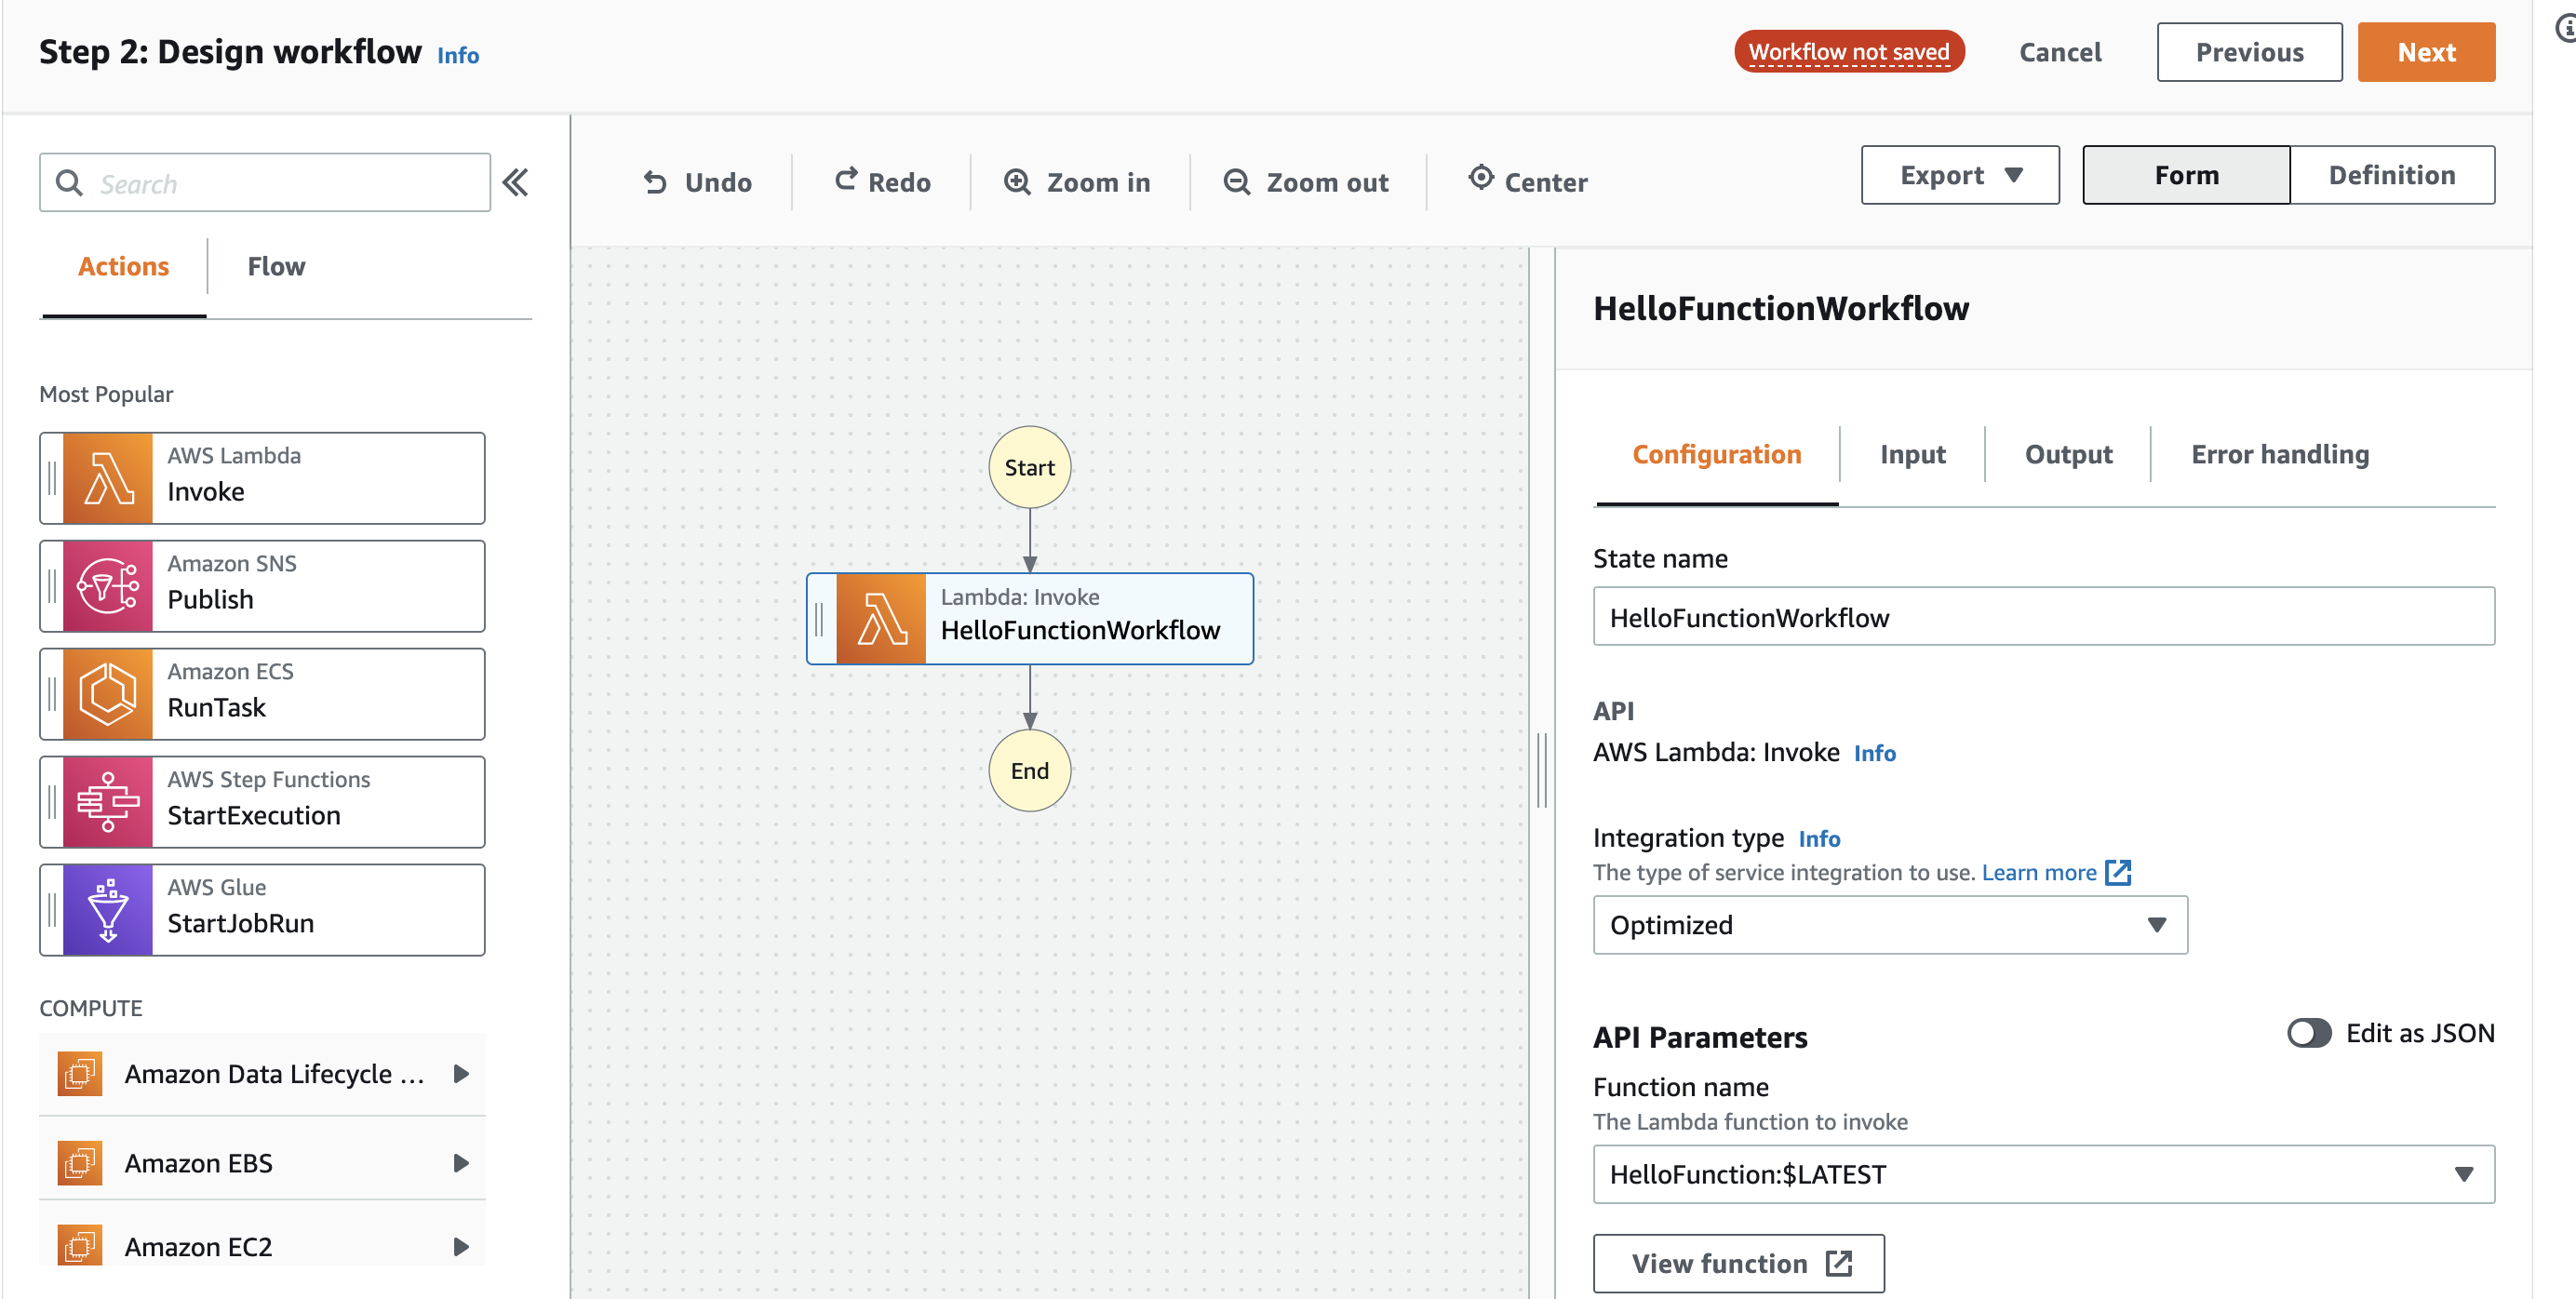 Step 2: Design workflow Info
Workflow not saved
Cancel
Previous
Next
Search
Undo
Redo
Zoom in
Zoom out
Center
Export
Form
Definition
Actions
Flow
Most Popular
AWS Lambda
Invoke
Amazon SNS
Publish
Amazon ECS
RunTask
AWS Step Functions
StartExecution
AWS Glue
StartJobRun
COMPUTE
Amazon Data Lifecycle ...
Amazon EBS
Amazon EC2
Start
Lambda: Invoke
HelloFunctionWorkflow
End
HelloFunctionWorkflow
Configuration
Input
Output
Error handling
State name
HelloFunctionWorkflow
API
AWS Lambda: Invoke Info
Integration type Info
The type of service integration to use. Learn more
Optimized
API Parameters
Edit as JSON
Function name
The Lambda function to invoke
HelloFunction:$LATEST
View function